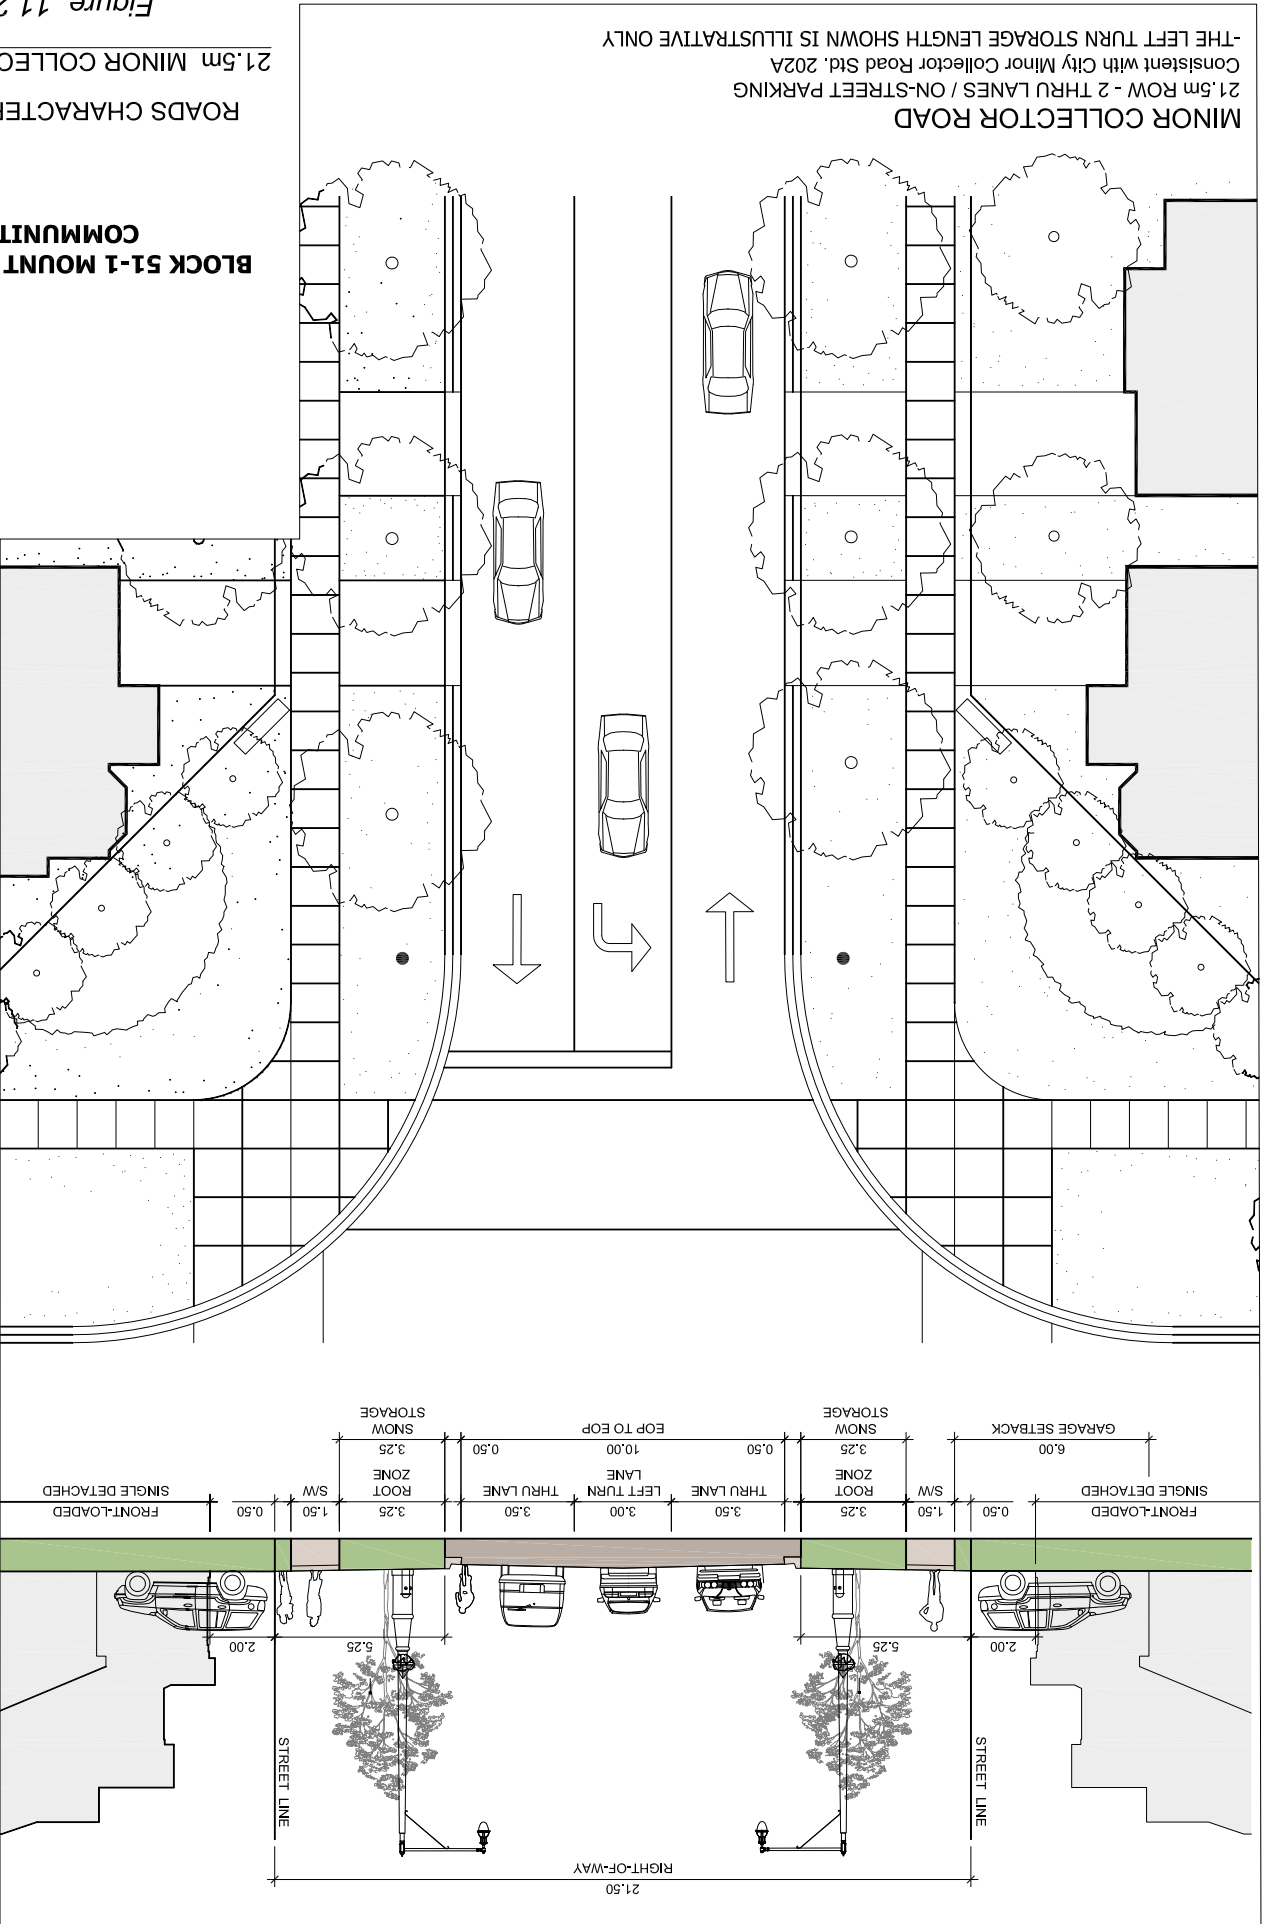 21.50
RIGHT-OF-WAY
STREET LINE
STREET LINE
2.00
5.25
5.25
2.00
FRONT-LOADED
SINGLE DETACHED
0.50
1.50
S/W
3.25
ROOT
ZONE
3.50
THRU LANE
3.00
LEFT TURN
LANE
3.50
THRU LANE
3.25
ROOT
ZONE
1.50
S/W
0.50
FRONT-LOADED
SINGLE DETACHED
6.00
GARAGE SETBACK
3.25
SNOW
STORAGE
0.50
10.00
EOP TO EOP
0.50
3.25
SNOW
STORAGE
MINOR COLLECTOR ROAD
21.5m ROW - 2 THRU LANES / ON-STREET PARKING
Consistent with City Minor Collector Road Std. 202A
-THE LEFT TURN STORAGE LENGTH SHOWN IS ILLUSTRATIVE ONLY
BLOCK 51-1 MOUNT
COMMUNIT
ROADS CHARACTER
21.5m MINOR COLLEC
Figure 11.2